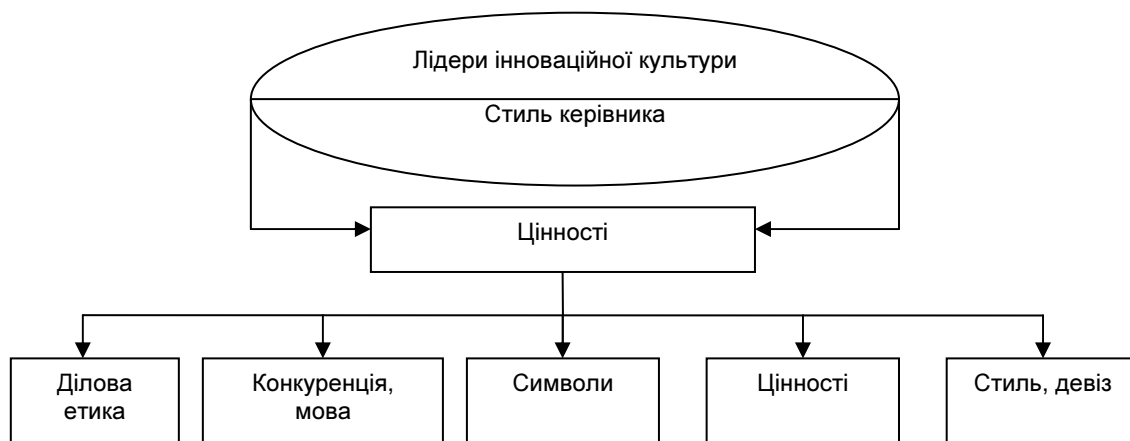 Лідери інноваційної культури
Стиль керівника
Цінності
Ділова
етика
Конкуренція,
мова
Символи
Цінності
Стиль, девіз